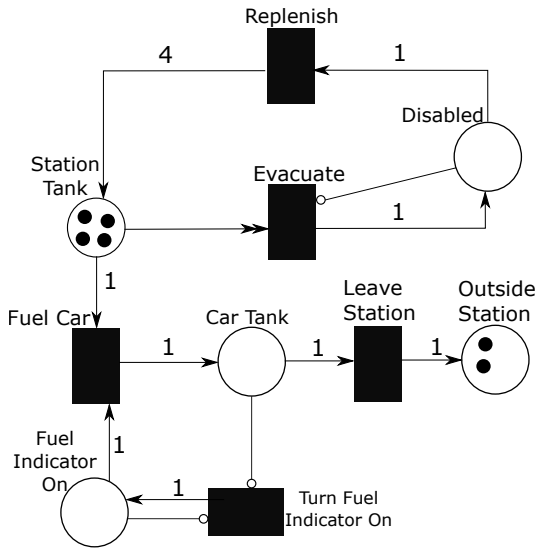 Replenish
4
1
Disabled
Station
Tank
Evacuate
1
1
Fuel Car
Car Tank
Leave
Station
Outside
Station
1
1
1
Fuel
Indicator
On
1
1
Turn Fuel
Indicator On